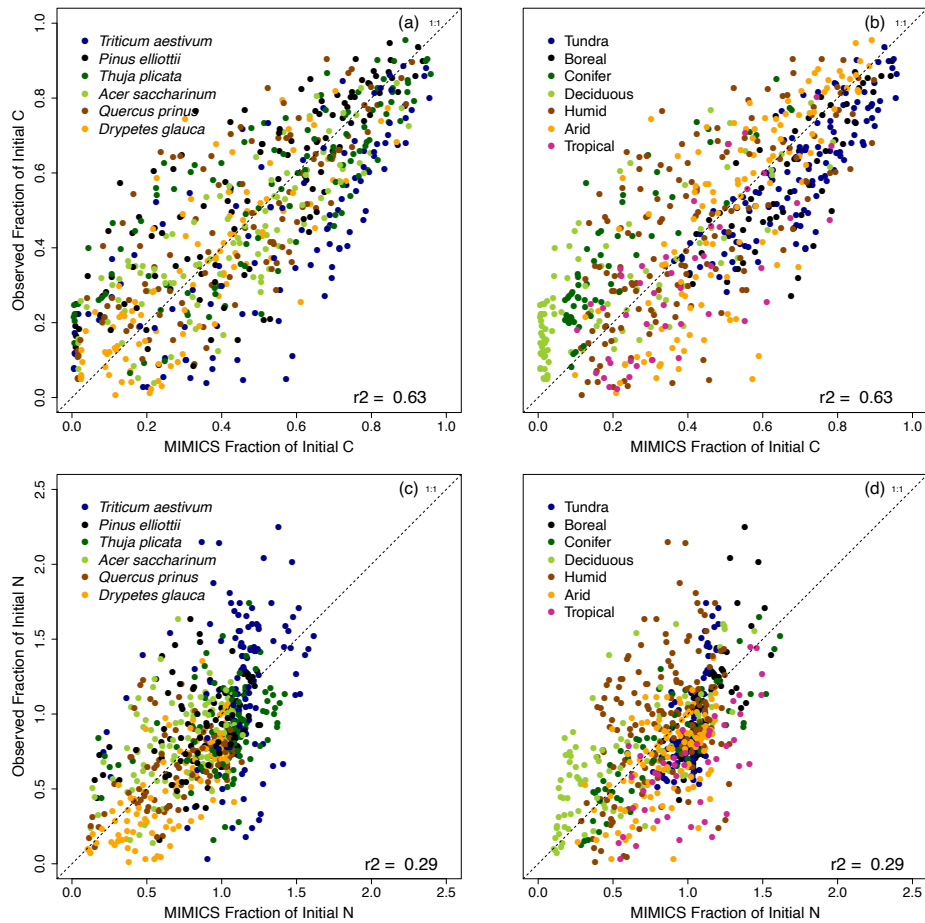 (a)
1:1
Triticum aestivum
Pinus elliottii
Thuja plicata
Acer saccharinum
Quercus prinus
Drypetes glauca
Observed Fraction of Initial C
0.0 0.2 0.4 0.6 0.8 1.0
r2 = 0.63
0.0 0.2 0.4 0.6 0.8 1.0
MIMICS Fraction of Initial C
(b)
1:1
Tundra
Boreal
Conifer
Deciduous
Humid
Arid
Tropical
r2 = 0.63
0.0 0.2 0.4 0.6 0.8 1.0
MIMICS Fraction of Initial C
(c)
1:1
Triticum aestivum
Pinus elliottii
Thuja plicata
Acer saccharinum
Quercus prinus
Drypetes glauca
Observed Fraction of Initial N
0.0 0.5 1.0 1.5 2.0 2.5
r2 = 0.29
0.0 0.5 1.0 1.5 2.0 2.5
MIMICS Fraction of Initial N
(d)
1:1
Tundra
Boreal
Conifer
Deciduous
Humid
Arid
Tropical
r2 = 0.29
0.0 0.5 1.0 1.5 2.0 2.5
MIMICS Fraction of Initial N